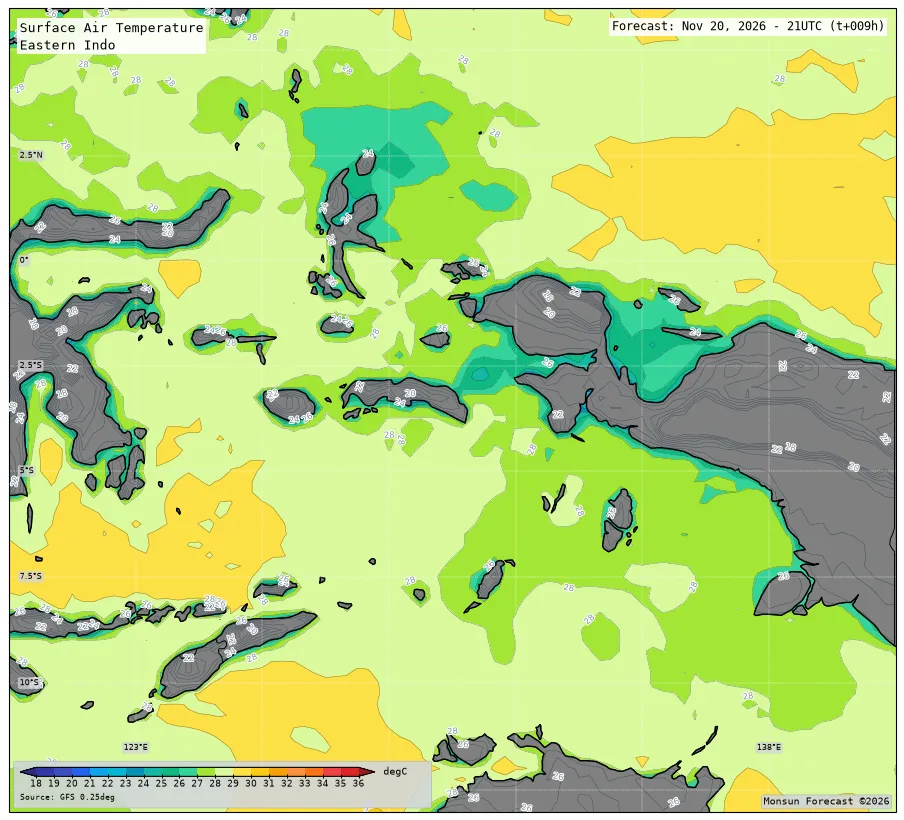 Surface Air Temperature
Eastern Indo
Forecast: Nov 20, 2026 - 21UTC (t+009h)
2.5°N
0°
2.5°S
5°S
7.5°S
10°S
123°E
138°E
18 19 20 21 22 23 24 25 26 27 28 29 30 31 32 33 34 35 36
degC
Source: GFS 0.25deg
Monsun Forecast ©2026